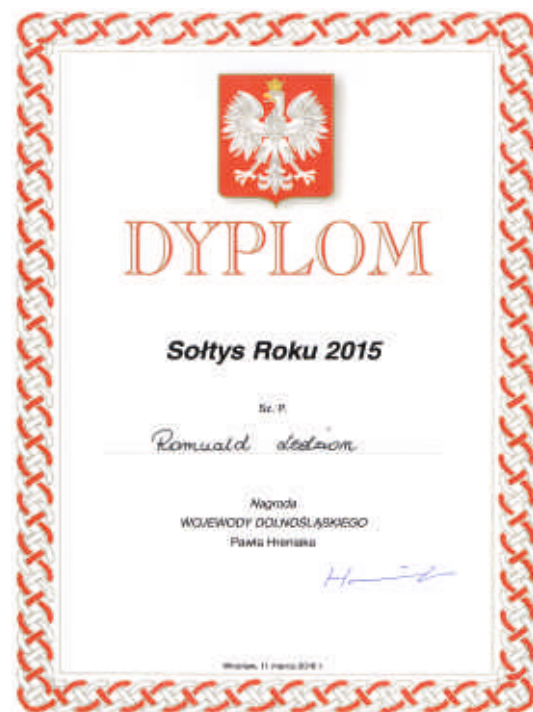 DYPLOM
Sołtys Roku 2015
Sz. P.
Romuald
Nagroda
WOJEWODY DOLNOŚLĄSKIEGO
Pawła Hreniaka
Wrocław, 11 marca 2016 r.